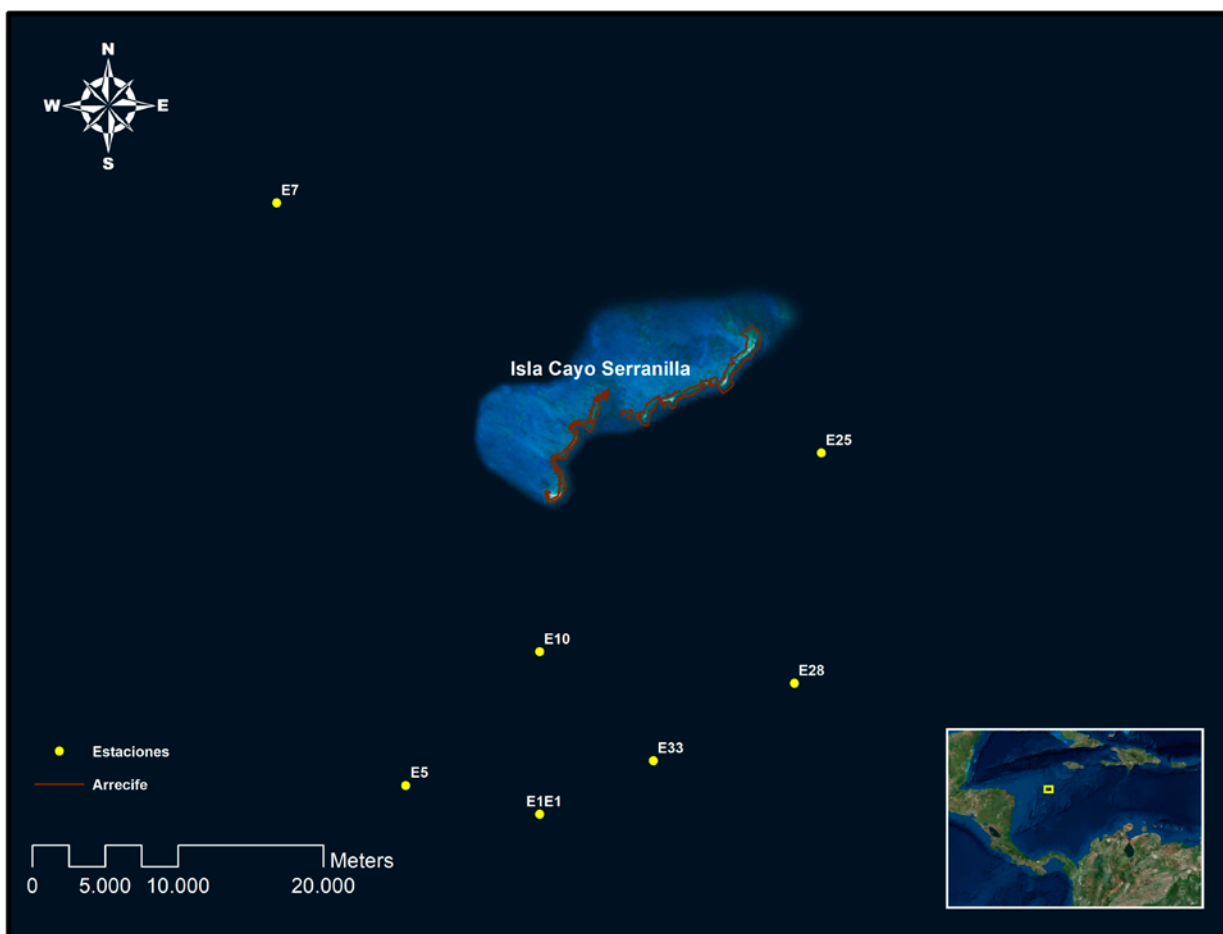 N
W E
S
E7
Isla Cayo Serranilla
E25
E10
E28
Estaciones
E33
Arrecife
E5
E1E1
Meters
0 5.000 10.000 20.000